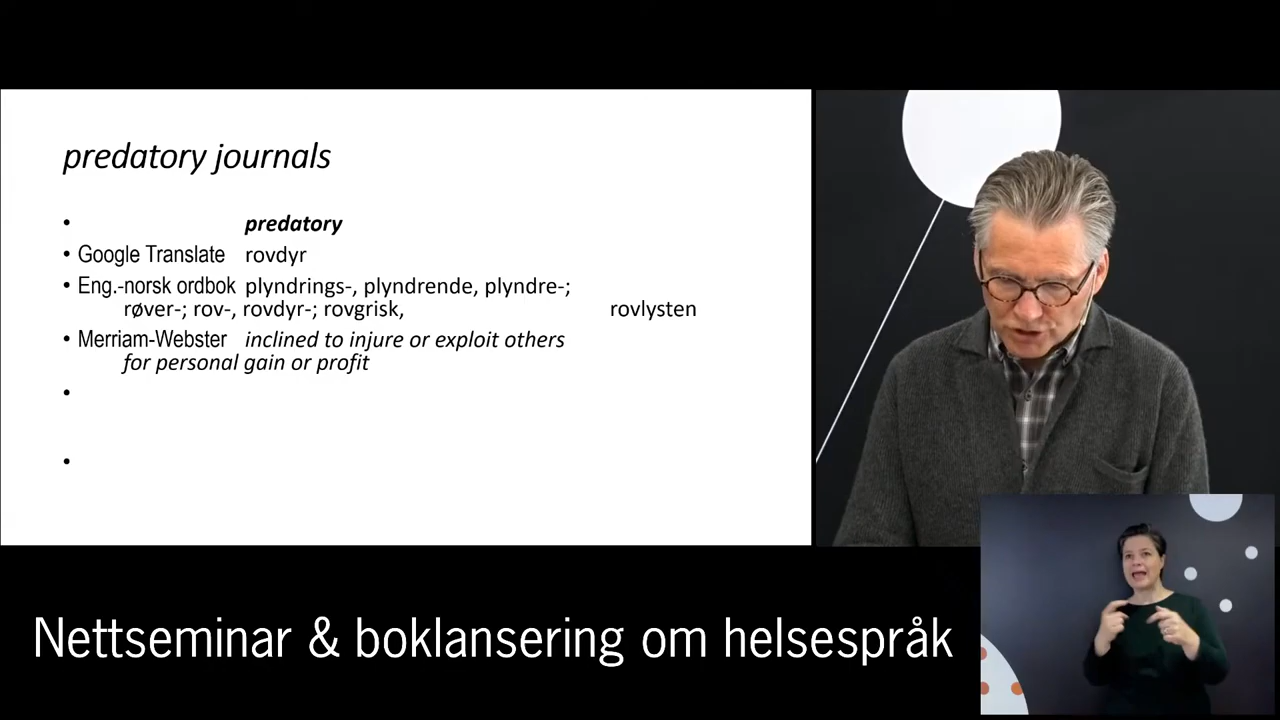 predatory journals
• predatory
• Google Translate rovdyr
• Eng.-norsk ordbok plyndrings-, plyndrende, plyndre-;
røver-; rov-, rovdyr-; rovgrisk, rovlysten
• Merriam-Webster inclined to injure or exploit others
for personal gain or profit
•
•
Nettseminar & boklansering om helsespråk